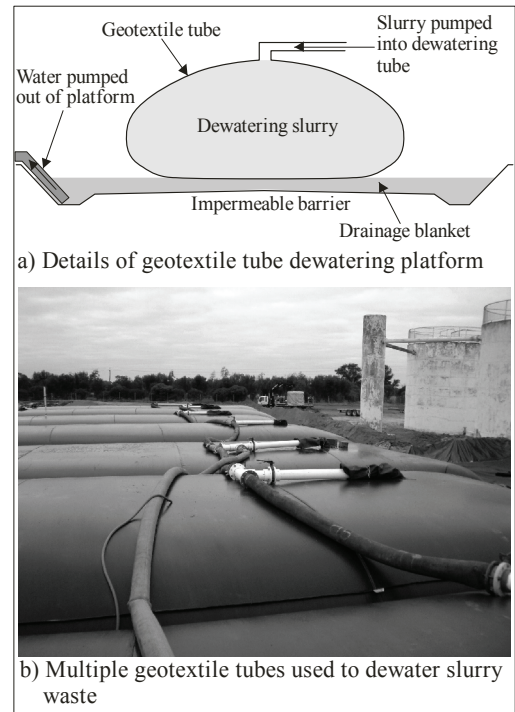 Geotextile tube
Slurry pumped
into dewatering
tube
Water pumped
out of platform
Dewatering slurry
Impermeable barrier
Drainage blanket
a) Details of geotextile tube dewatering platform
b) Multiple geotextile tubes used to dewater slurry
waste